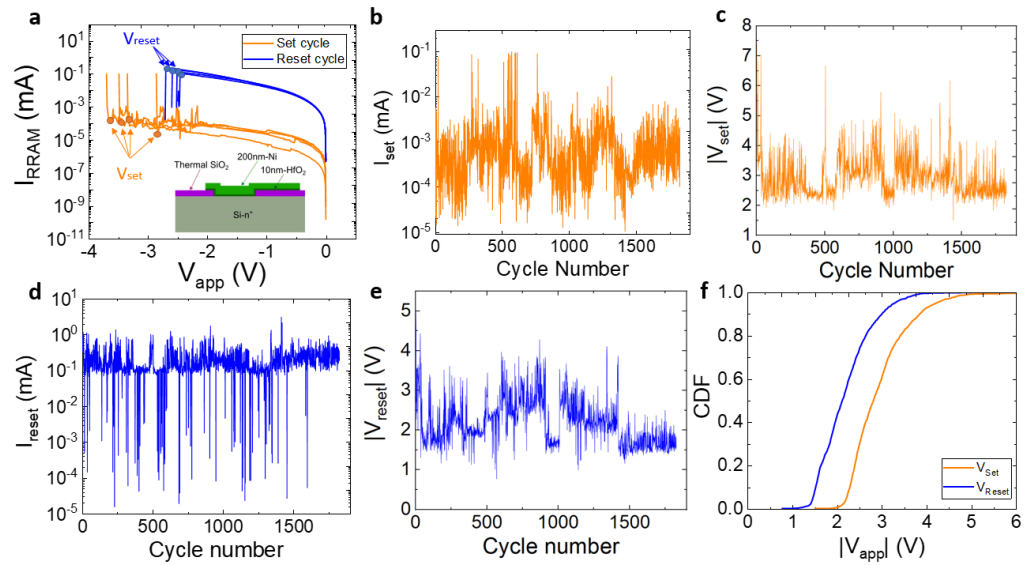 a
I_RRAM (mA)
10^1
10^-1
10^-3
10^-5
10^-7
10^-9
10^-11
V_reset
Set cycle
Reset cycle
V_set
Thermal SiO₂
200nm-Ni
10nm-HfO₂
Si-n⁺
-4
-3
-2
-1
0
V_app (V)
b
I_set (mA)
10^-1
10^-2
10^-3
10^-4
10^-5
0
500
1000
1500
Cycle Number
c
|V_set| (V)
8
7
6
5
4
3
2
1
0
500
1000
1500
Cycle Number
d
I_reset (mA)
10^1
10^0
10^-1
10^-2
10^-3
10^-4
10^-5
0
500
1000
1500
Cycle number
e
|V_reset| (V)
5
4
3
2
1
0
0
500
1000
1500
Cycle number
f
CDF
1.0
0.8
0.6
0.4
0.2
0.0
V_Set
V_Reset
0
1
2
3
4
5
6
|V_app| (V)